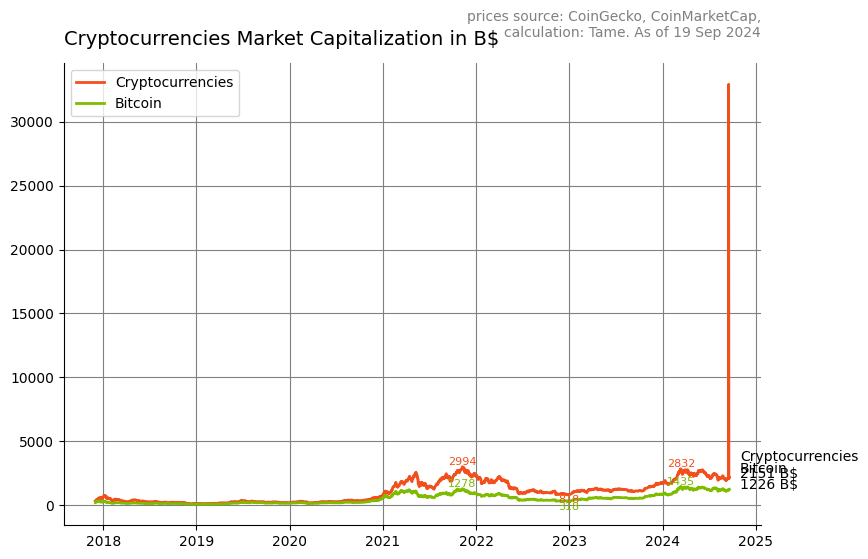 prices source: CoinGecko, CoinMarketCap,
calculation: Tame. As of 19 Sep 2024
Cryptocurrencies Market Capitalization in B$
Cryptocurrencies
Bitcoin
30000
25000
20000
15000
10000
5000
0
2994
1278
318
2832
1435
Cryptocurrencies
Bitcoin
2151 B$
1226 B$
2018
2019
2020
2021
2022
2023
2024
2025